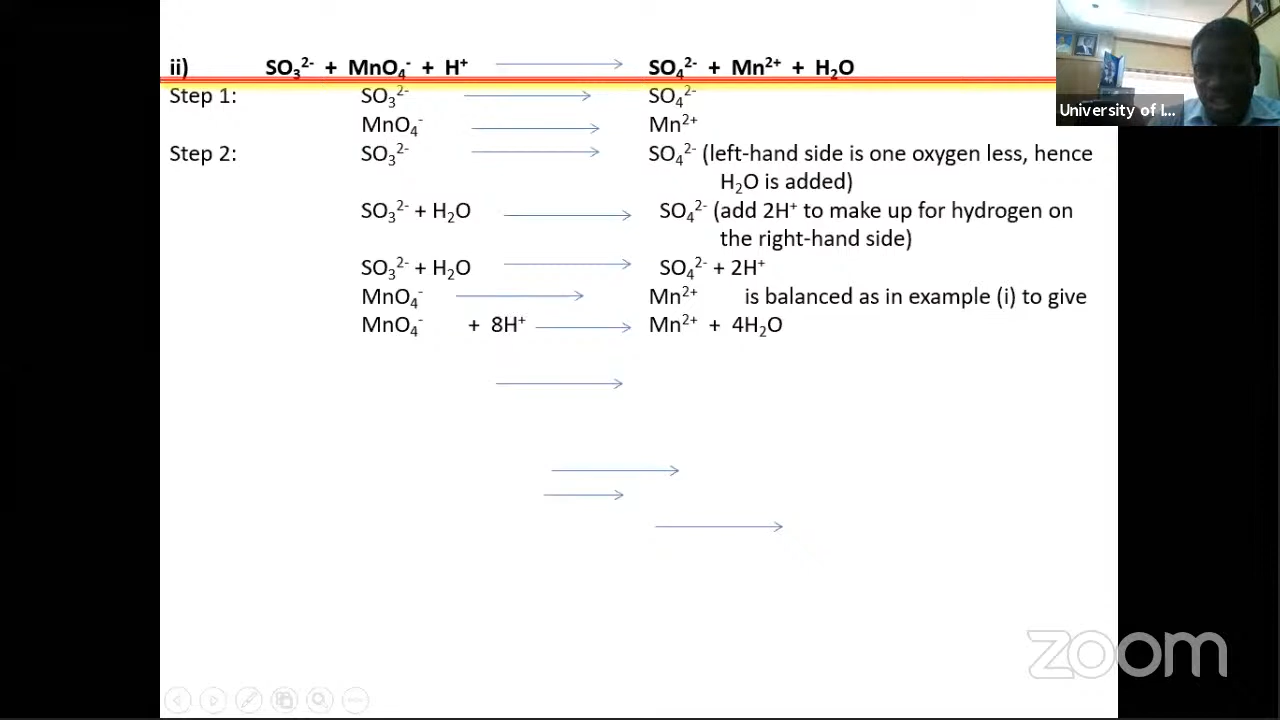 ii) SO₃²⁻ + MnO₄⁻ + H⁺ → SO₄²⁻ + Mn²⁺ + H₂O
Step 1: SO₃²⁻ → SO₄²⁻
MnO₄⁻ → Mn²⁺
Step 2: SO₃²⁻ → SO₄²⁻ (left-hand side is one oxygen less, hence
H₂O is added)
SO₃²⁻ + H₂O → SO₄²⁻ (add 2H⁺ to make up for hydrogen on
the right-hand side)
SO₃²⁻ + H₂O → SO₄²⁻ + 2H⁺
MnO₄⁻ → Mn²⁺ is balanced as in example (i) to give
MnO₄⁻ + 8H⁺ → Mn²⁺ + 4H₂O
University of I...
zoom